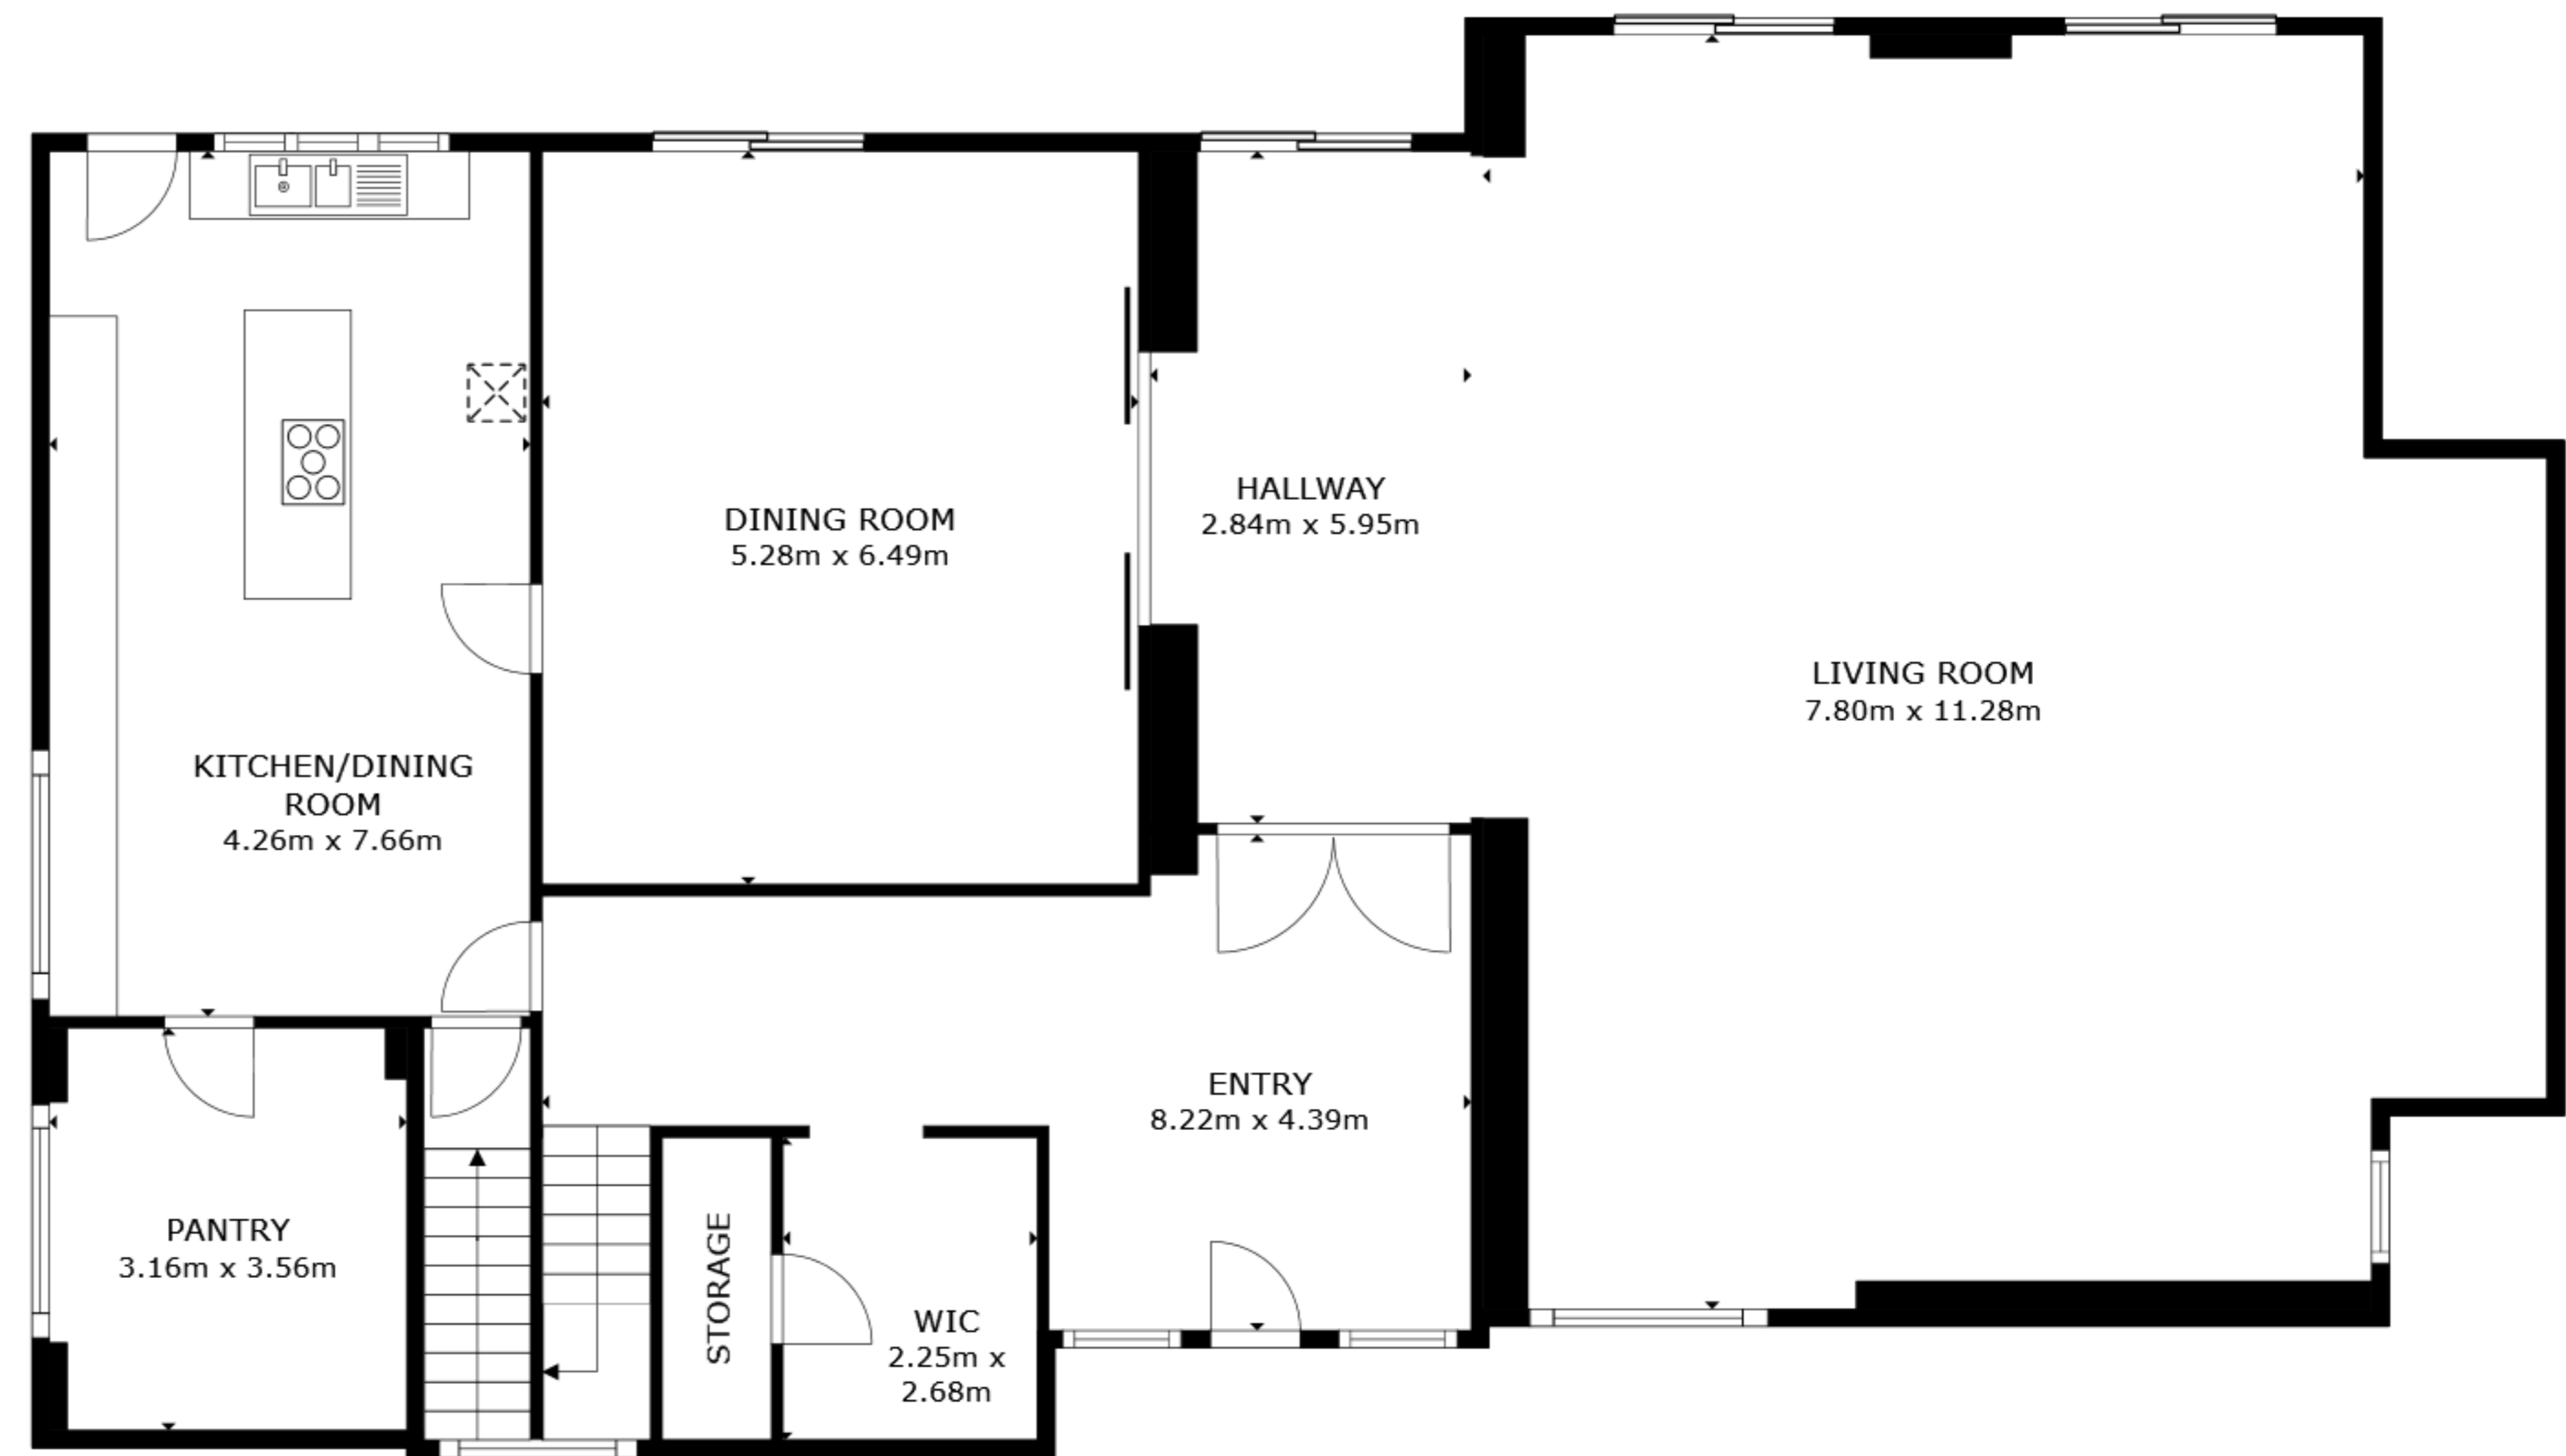 HALLWAY
2.84m x 5.95m
DINING ROOM
5.28m x 6.49m
LIVING ROOM
7.80m x 11.28m
KITCHEN/DINING
ROOM
4.26m x 7.66m
ENTRY
8.22m x 4.39m
PANTRY
3.16m x 3.56m
STORAGE
WIC
2.25m x
2.68m